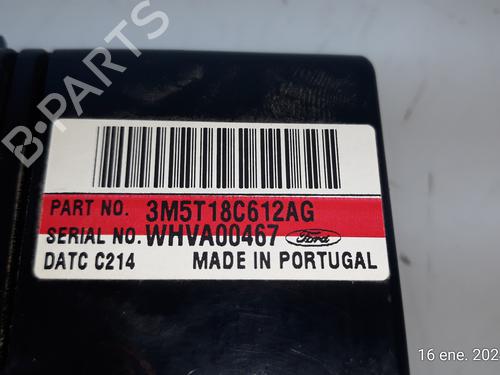 B-PARTS
PART NO. 3M5T18C612AG
SERIAL NO. WHVA00467 Ford
DATC C214 MADE IN PORTUGAL
16 ene. 202